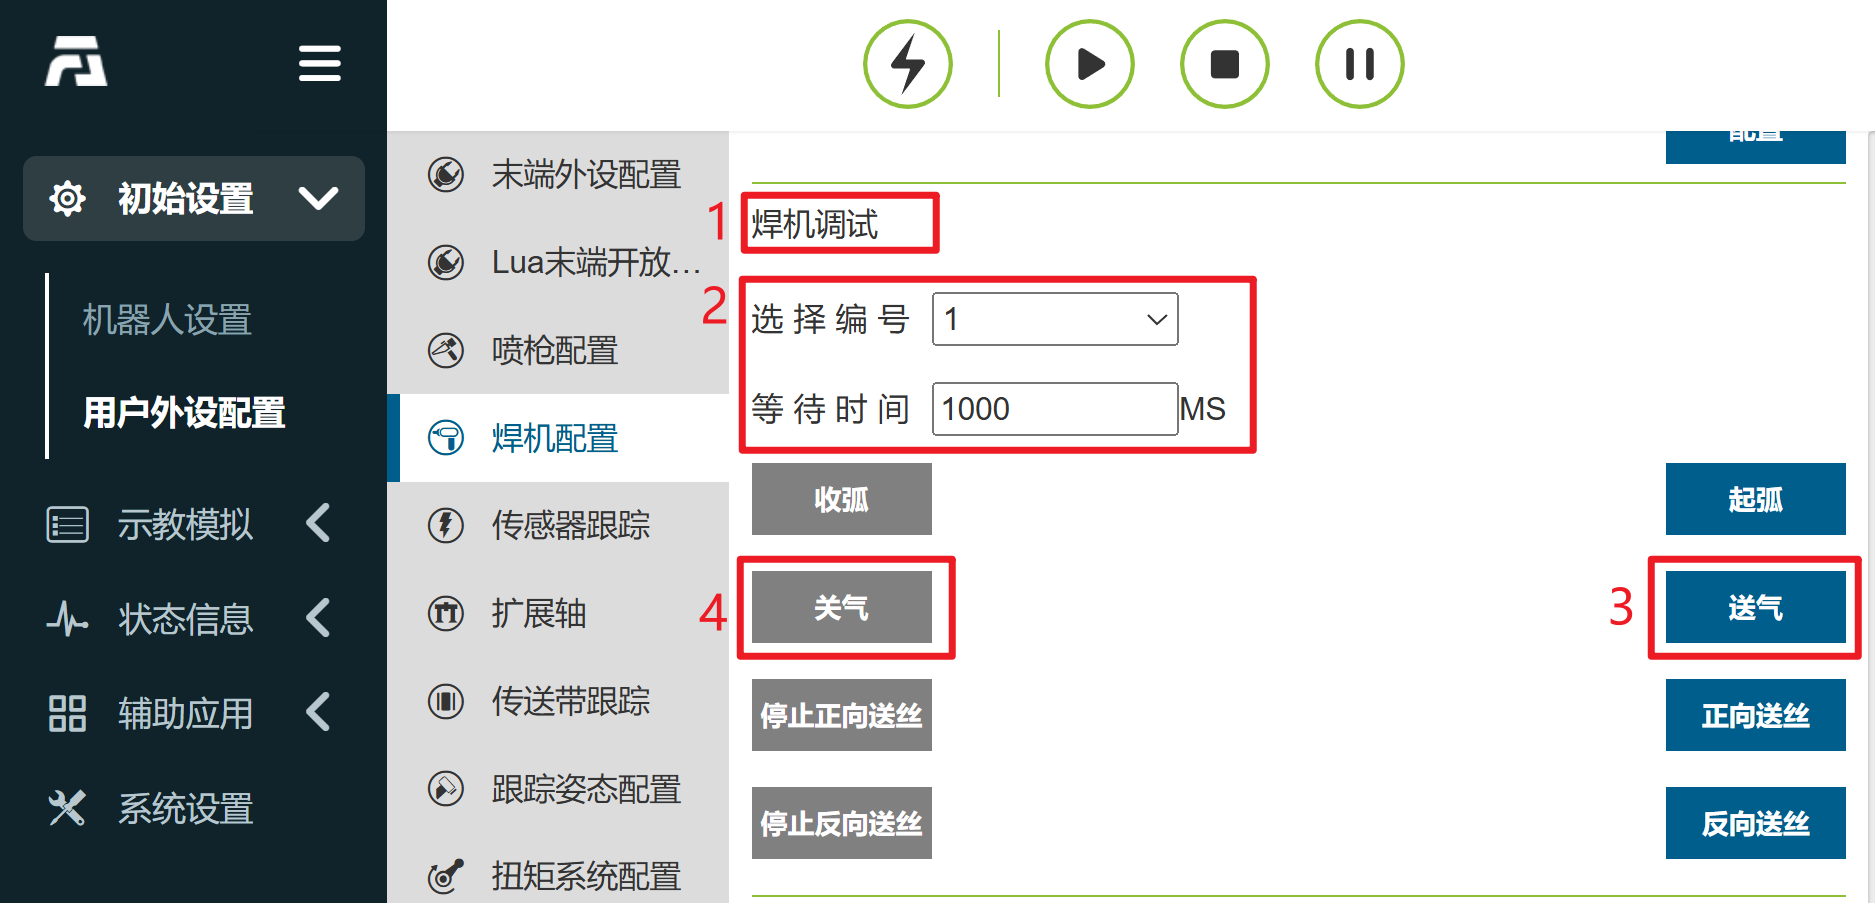 初始设置
机器人设置
用户外设配置
示教模拟
状态信息
辅助应用
系统设置
末端外设配置
Lua末端开放...
喷枪配置
焊机配置
传感器跟踪
扩展轴
传送带跟踪
跟踪姿态配置
扭矩系统配置
配置
1
焊机调试
2
选择编号 1
等待时间 1000 MS
收弧 起弧
4 关气 3 送气
停止正向送丝 正向送丝
停止反向送丝 反向送丝